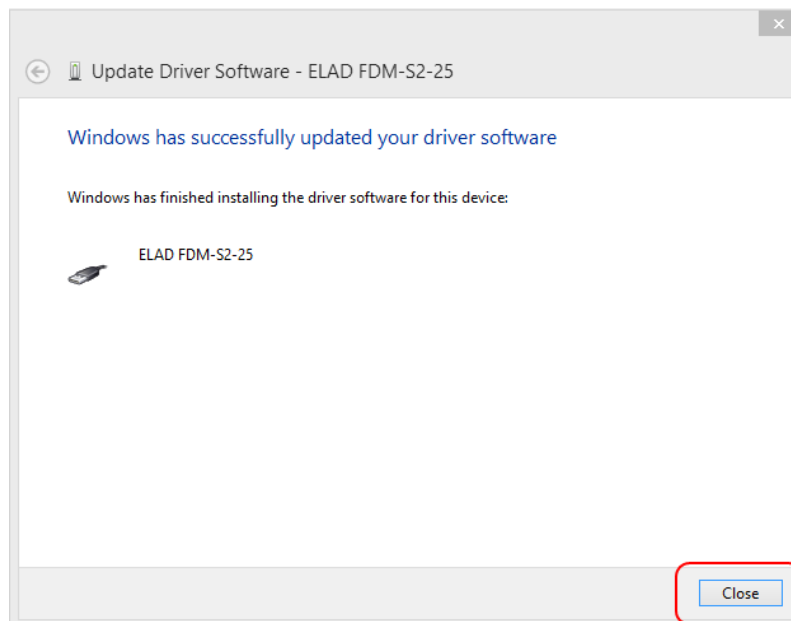 Update Driver Software - ELAD FDM-S2-25
Windows has successfully updated your driver software
Windows has finished installing the driver software for this device:
ELAD FDM-S2-25
Close